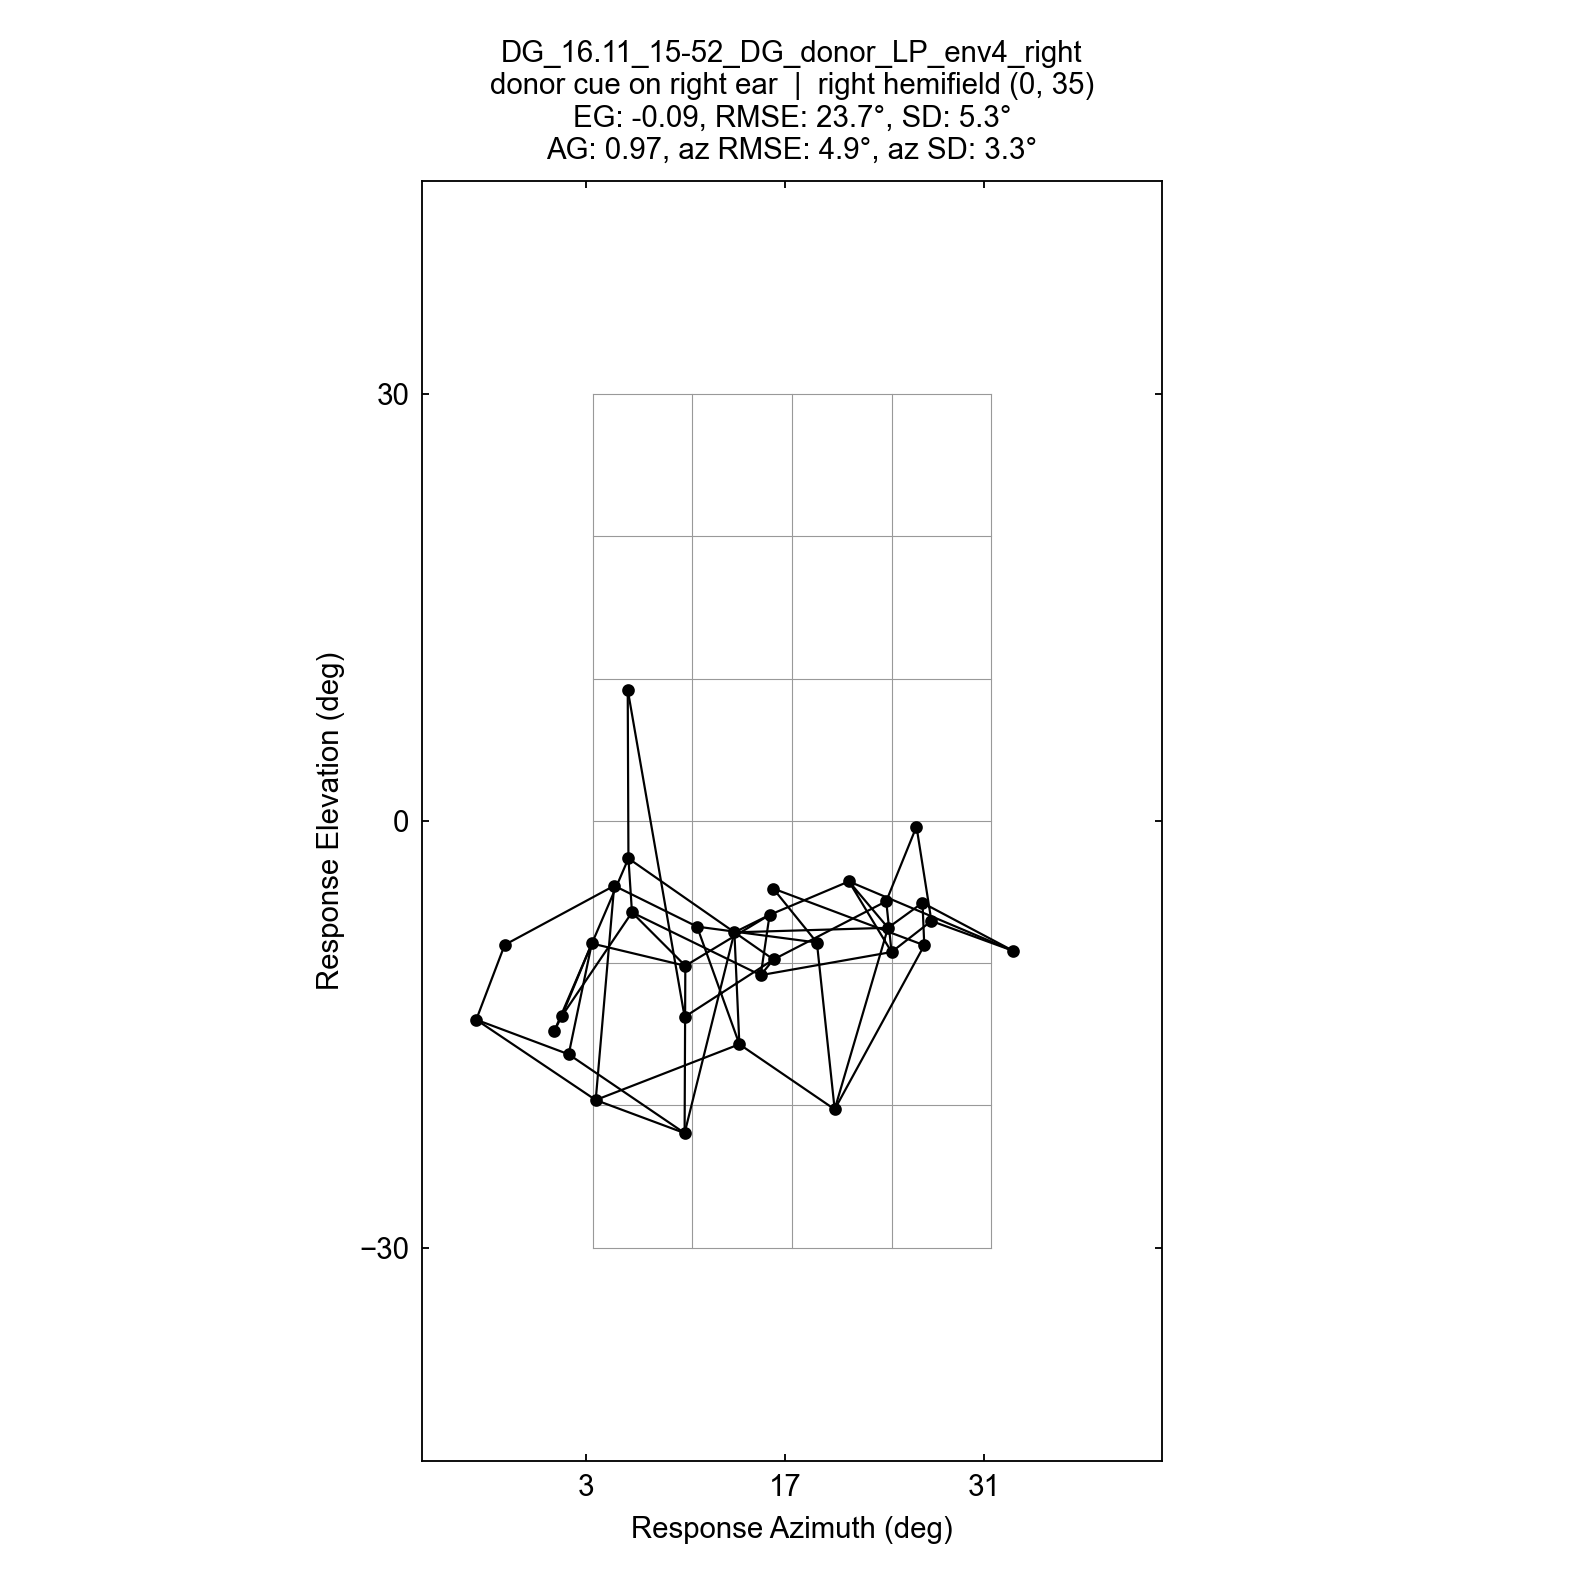 DG_16.11_15-52_DG_donor_LP_env4_right
donor cue on right ear | right hemifield (0, 35)
EG: -0.09, RMSE: 23.7°, SD: 5.3°
AG: 0.97, az RMSE: 4.9°, az SD: 3.3°
30
0
−30
Response Elevation (deg)
3 17 31
Response Azimuth (deg)